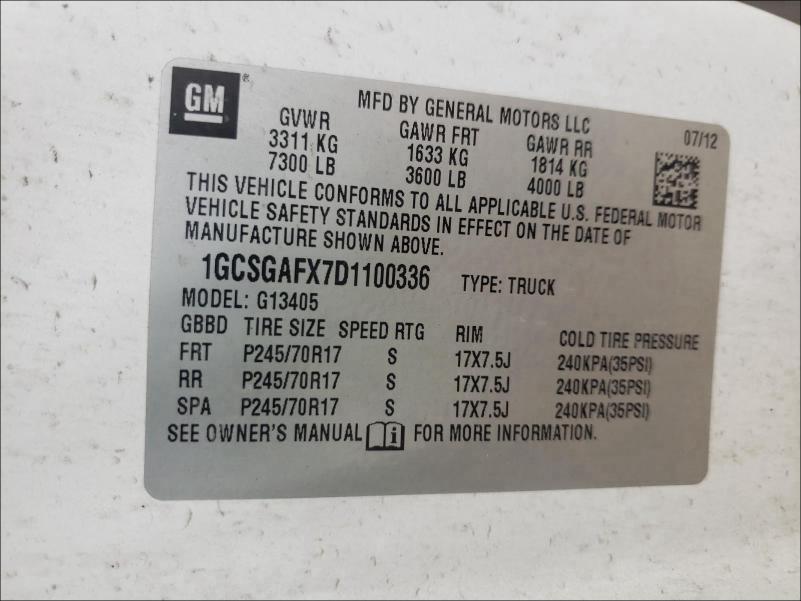 GM®
MFD BY GENERAL MOTORS LLC 07/12
GVWR GAWR FRT GAWR RR
3311 KG 1633 KG 1814 KG
7300 LB 3600 LB 4000 LB
THIS VEHICLE CONFORMS TO ALL APPLICABLE U.S. FEDERAL MOTOR
VEHICLE SAFETY STANDARDS IN EFFECT ON THE DATE OF
MANUFACTURE SHOWN ABOVE.
1GCSGAFX7D1100336 TYPE: TRUCK
MODEL: G13405
GBBD TIRE SIZE SPEED RTG RIM COLD TIRE PRESSURE
FRT P245/70R17 S 17X7.5J 240KPA(35PSI)
RR P245/70R17 S 17X7.5J 240KPA(35PSI)
SPA P245/70R17 S 17X7.5J 240KPA(35PSI)
SEE OWNER'S MANUAL i FOR MORE INFORMATION.